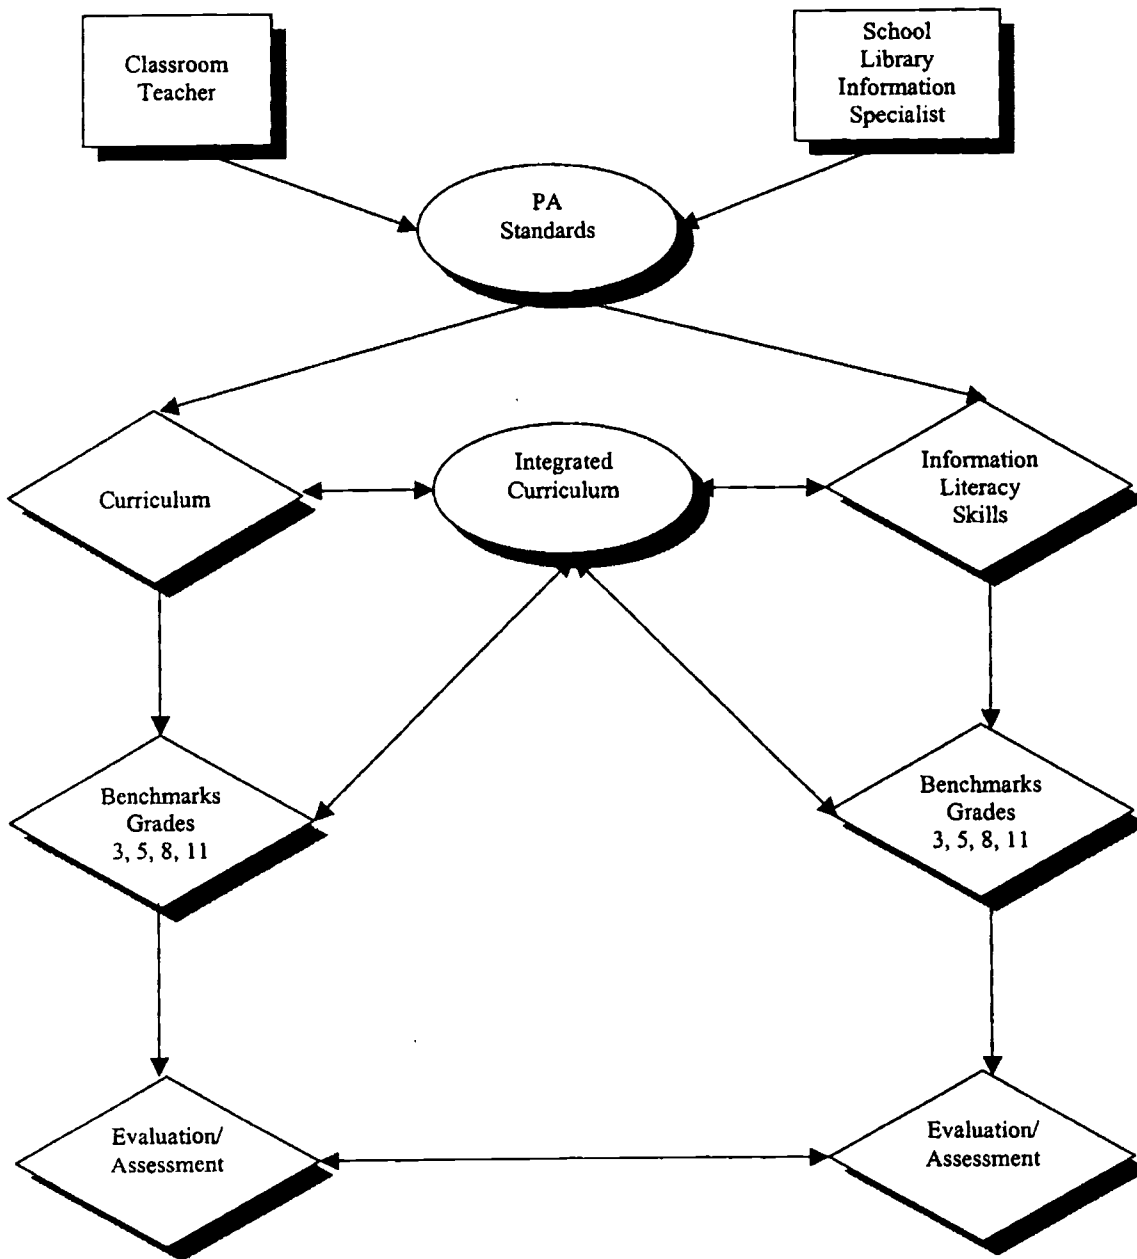 Classroom
Teacher
School
Library
Information
Specialist
PA
Standards
Curriculum
Integrated
Curriculum
Information
Literacy
Skills
Benchmarks
Grades
3, 5, 8, 11
Benchmarks
Grades
3, 5, 8, 11
Evaluation/
Assessment
Evaluation/
Assessment